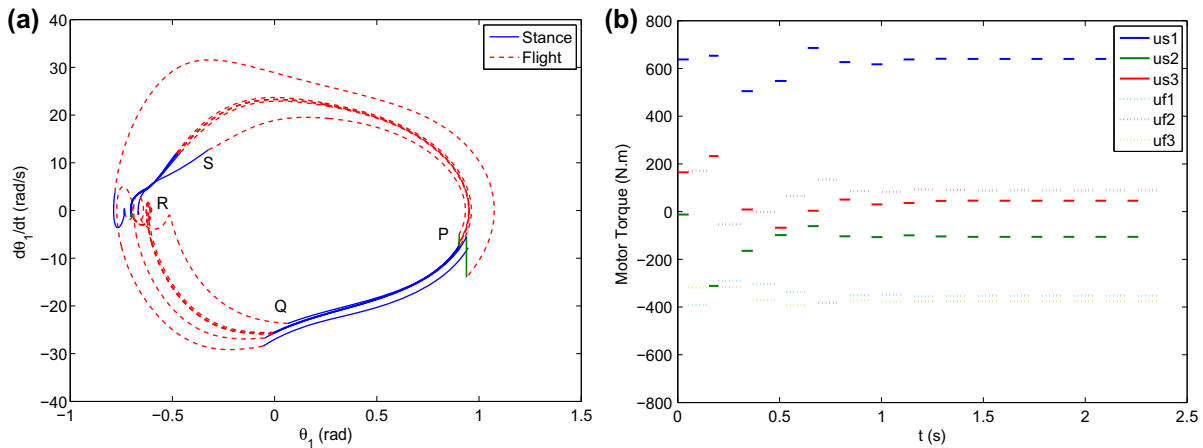 (a)
40
30
20
10
0
−10
−20
−30
−40
dθ1/dt (rad/s)
Stance
Flight
S
R
P
Q
−1
−0.5
0
0.5
1
1.5
θ1 (rad)
(b)
800
600
400
200
0
−200
−400
−600
−800
Motor Torque (N.m)
us1
us2
us3
uf1
uf2
uf3
0
0.5
1
1.5
2
2.5
t (s)